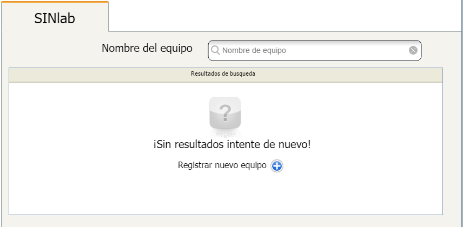 SINlab
Nombre del equipo
Nombre de equipo
Resultados de busqueda
?
¡Sin resultados intente de nuevo!
Registrar nuevo equipo